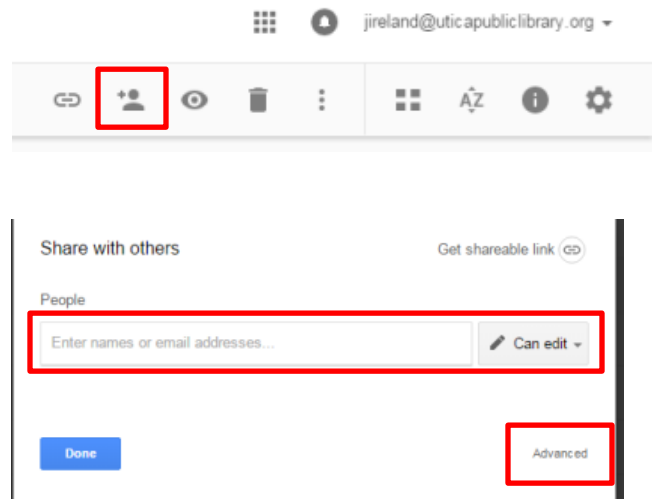 jireland@uticapubliclibrary.org
AZ
Share with others Get shareable link
People
Enter names or email addresses... Can edit
Done Advanced